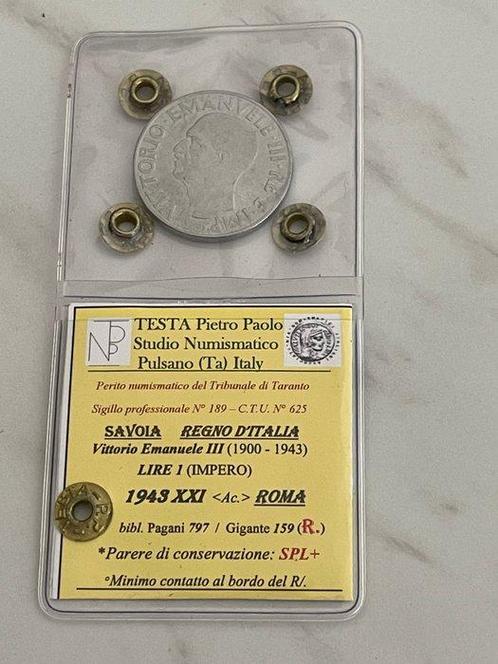 VITTORIO·EMANVELE·III·RE·E·IMP·
NPP
TESTA Pietro Paolo
Studio Numismatico
Pulsano (Ta) Italy
Perito numismatico del Tribunale di Taranto
Sigillo professionale N° 189 – C.T.U. N° 625
SAVOIA REGNO D'ITALIA
Vittorio Emanuele III (1900 - 1943)
LIRE 1 (IMPERO)
1943 XXI <Ac.> ROMA
bibl. Pagani 797 / Gigante 159 (R.)
*Parere di conservazione: SPL+
°Minimo contatto al bordo del R/.